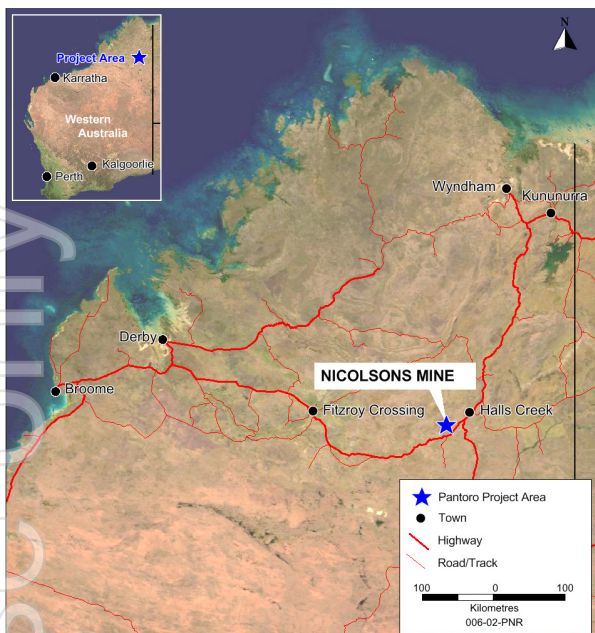 N
Project Area
Karratha
Western
Australia
Kalgoorlie
Perth
Wyndham
Kununurra
Derby
NICOLSONS MINE
Broome
Fitzroy Crossing
Halls Creek
Pantoro Project Area
Town
Highway
Road/Track
100 0 100
Kilometres
006-02-PNR